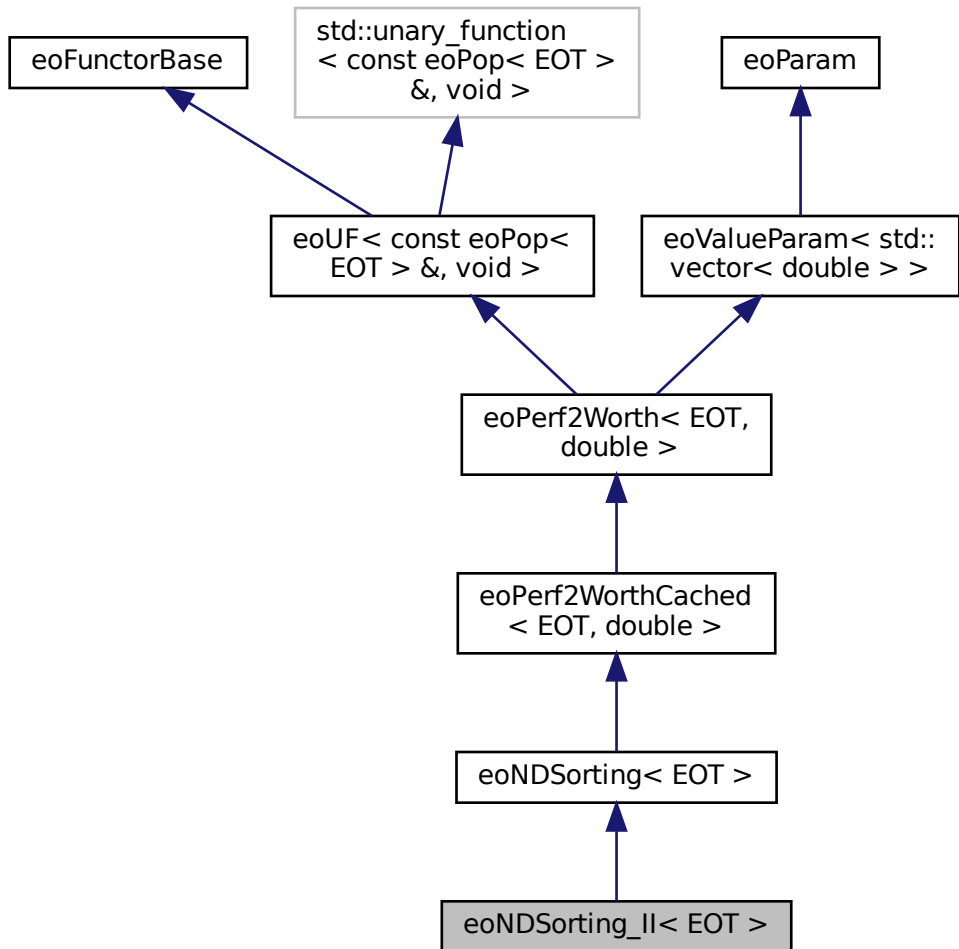 eoFunctorBase
std::unary_function
< const eoPop< EOT >
&, void >
eoParam
eoUF< const eoPop<
EOT > &, void >
eoValueParam< std::
vector< double > >
eoPerf2Worth< EOT,
double >
eoPerf2WorthCached
< EOT, double >
eoNDSorting< EOT >
eoNDSorting_II< EOT >